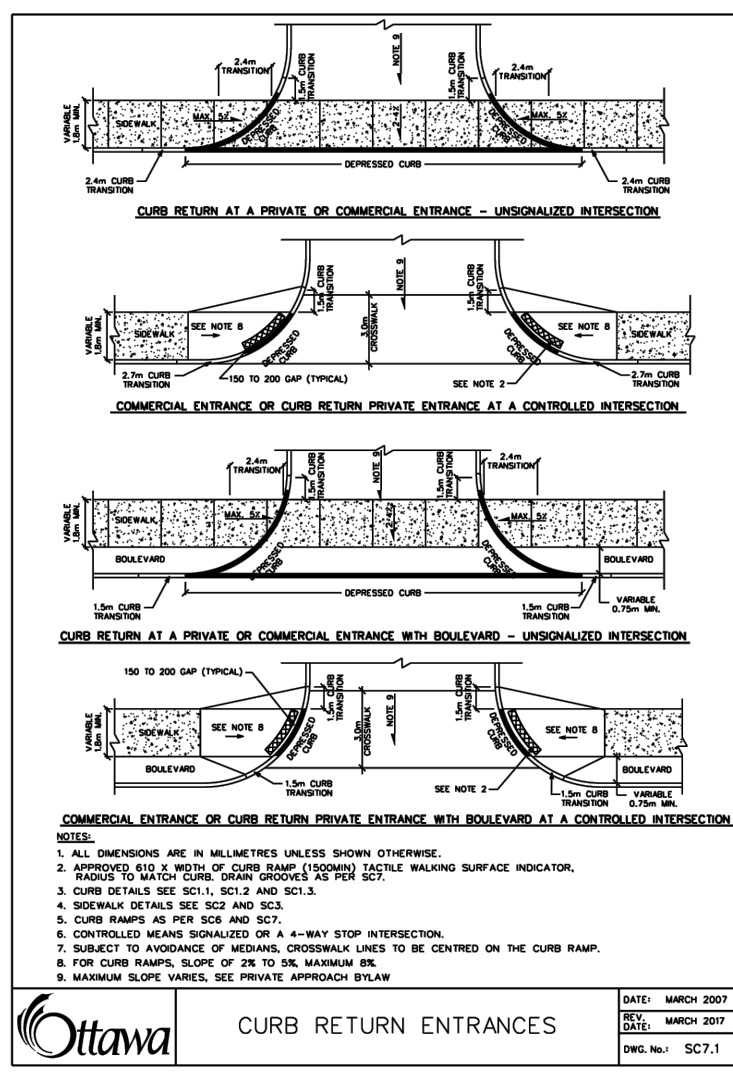 NOTE 9
2.4m TRANSITION
1.5m CURB TRANSITION
1.5m CURB TRANSITION
2.4m TRANSITION
VARIABLE 1.8m MIN.
SIDEWALK
MAX. 5%
DEPRESSED CURB
2-4%
DEPRESSED CURB
MAX. 5%
DEPRESSED CURB
2.4m CURB TRANSITION
2.4m CURB TRANSITION
CURB RETURN AT A PRIVATE OR COMMERCIAL ENTRANCE - UNSIGNALIZED INTERSECTION
NOTE 9
1.5m CURB TRANSITION
1.5m CURB TRANSITION
VARIABLE 1.8m MIN.
SIDEWALK
SEE NOTE 8
DEPRESSED CURB
3.0m CROSSWALK
DEPRESSED CURB
SEE NOTE 8
SIDEWALK
2.7m CURB TRANSITION
150 TO 200 GAP (TYPICAL)
SEE NOTE 2
2.7m CURB TRANSITION
COMMERCIAL ENTRANCE OR CURB RETURN PRIVATE ENTRANCE AT A CONTROLLED INTERSECTION
2.4m TRANSITION
1.5m CURB TRANSITION
NOTE 9
1.5m CURB TRANSITION
2.4m TRANSITION
VARIABLE 1.8m MIN.
SIDEWALK
MAX. 5%
2-4%
MAX. 5%
BOULEVARD
DEPRESSED CURB
DEPRESSED CURB
BOULEVARD
DEPRESSED CURB
1.5m CURB TRANSITION
1.5m CURB TRANSITION
VARIABLE 0.75m MIN.
CURB RETURN AT A PRIVATE OR COMMERCIAL ENTRANCE WITH BOULEVARD - UNSIGNALIZED INTERSECTION
150 TO 200 GAP (TYPICAL)
1.5m CURB TRANSITION
NOTE 9
1.5m CURB TRANSITION
VARIABLE 1.8m MIN.
SIDEWALK
SEE NOTE 8
DEPRESSED CURB
3.0m CROSSWALK
DEPRESSED CURB
SEE NOTE 8
BOULEVARD
BOULEVARD
1.5m CURB TRANSITION
SEE NOTE 2
1.5m CURB TRANSITION
VARIABLE 0.75m MIN.
COMMERCIAL ENTRANCE OR CURB RETURN PRIVATE ENTRANCE WITH BOULEVARD AT A CONTROLLED INTERSECTION
NOTES:
1. ALL DIMENSIONS ARE IN MILLIMETRES UNLESS SHOWN OTHERWISE.
2. APPROVED 610 X WIDTH OF CURB RAMP (1500MIN) TACTILE WALKING SURFACE INDICATOR,
RADIUS TO MATCH CURB. DRAIN GROOVES AS PER SC7.
3. CURB DETAILS SEE SC1.1, SC1.2 AND SC1.3.
4. SIDEWALK DETAILS SEE SC2 AND SC3.
5. CURB RAMPS AS PER SC6 AND SC7.
6. CONTROLLED MEANS SIGNALIZED OR A 4-WAY STOP INTERSECTION.
7. SUBJECT TO AVOIDANCE OF MEDIANS, CROSSWALK LINES TO BE CENTRED ON THE CURB RAMP.
8. FOR CURB RAMPS, SLOPE OF 2% TO 5%, MAXIMUM 8%.
9. MAXIMUM SLOPE VARIES, SEE PRIVATE APPROACH BYLAW
Ottawa
CURB RETURN ENTRANCES
DATE: MARCH 2007
REV. DATE: MARCH 2017
DWG. No.: SC7.1